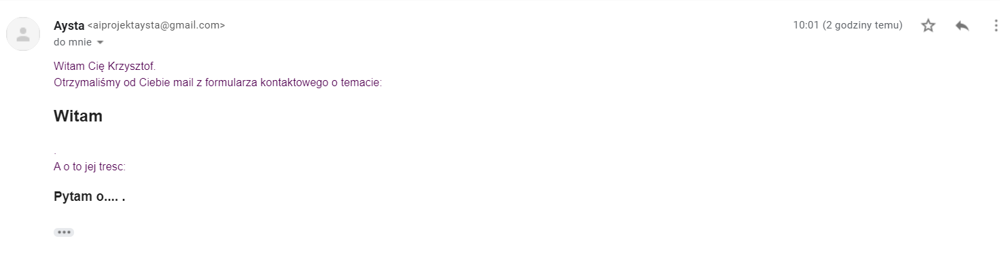 Aysta <aiprojektaysta@gmail.com> 10:01 (2 godziny temu)
do mnie
Witam Cię Krzysztof.
Otrzymaliśmy od Ciebie mail z formularza kontaktowego o temacie:
Witam
.
A o to jej tresc:
Pytam o.... .